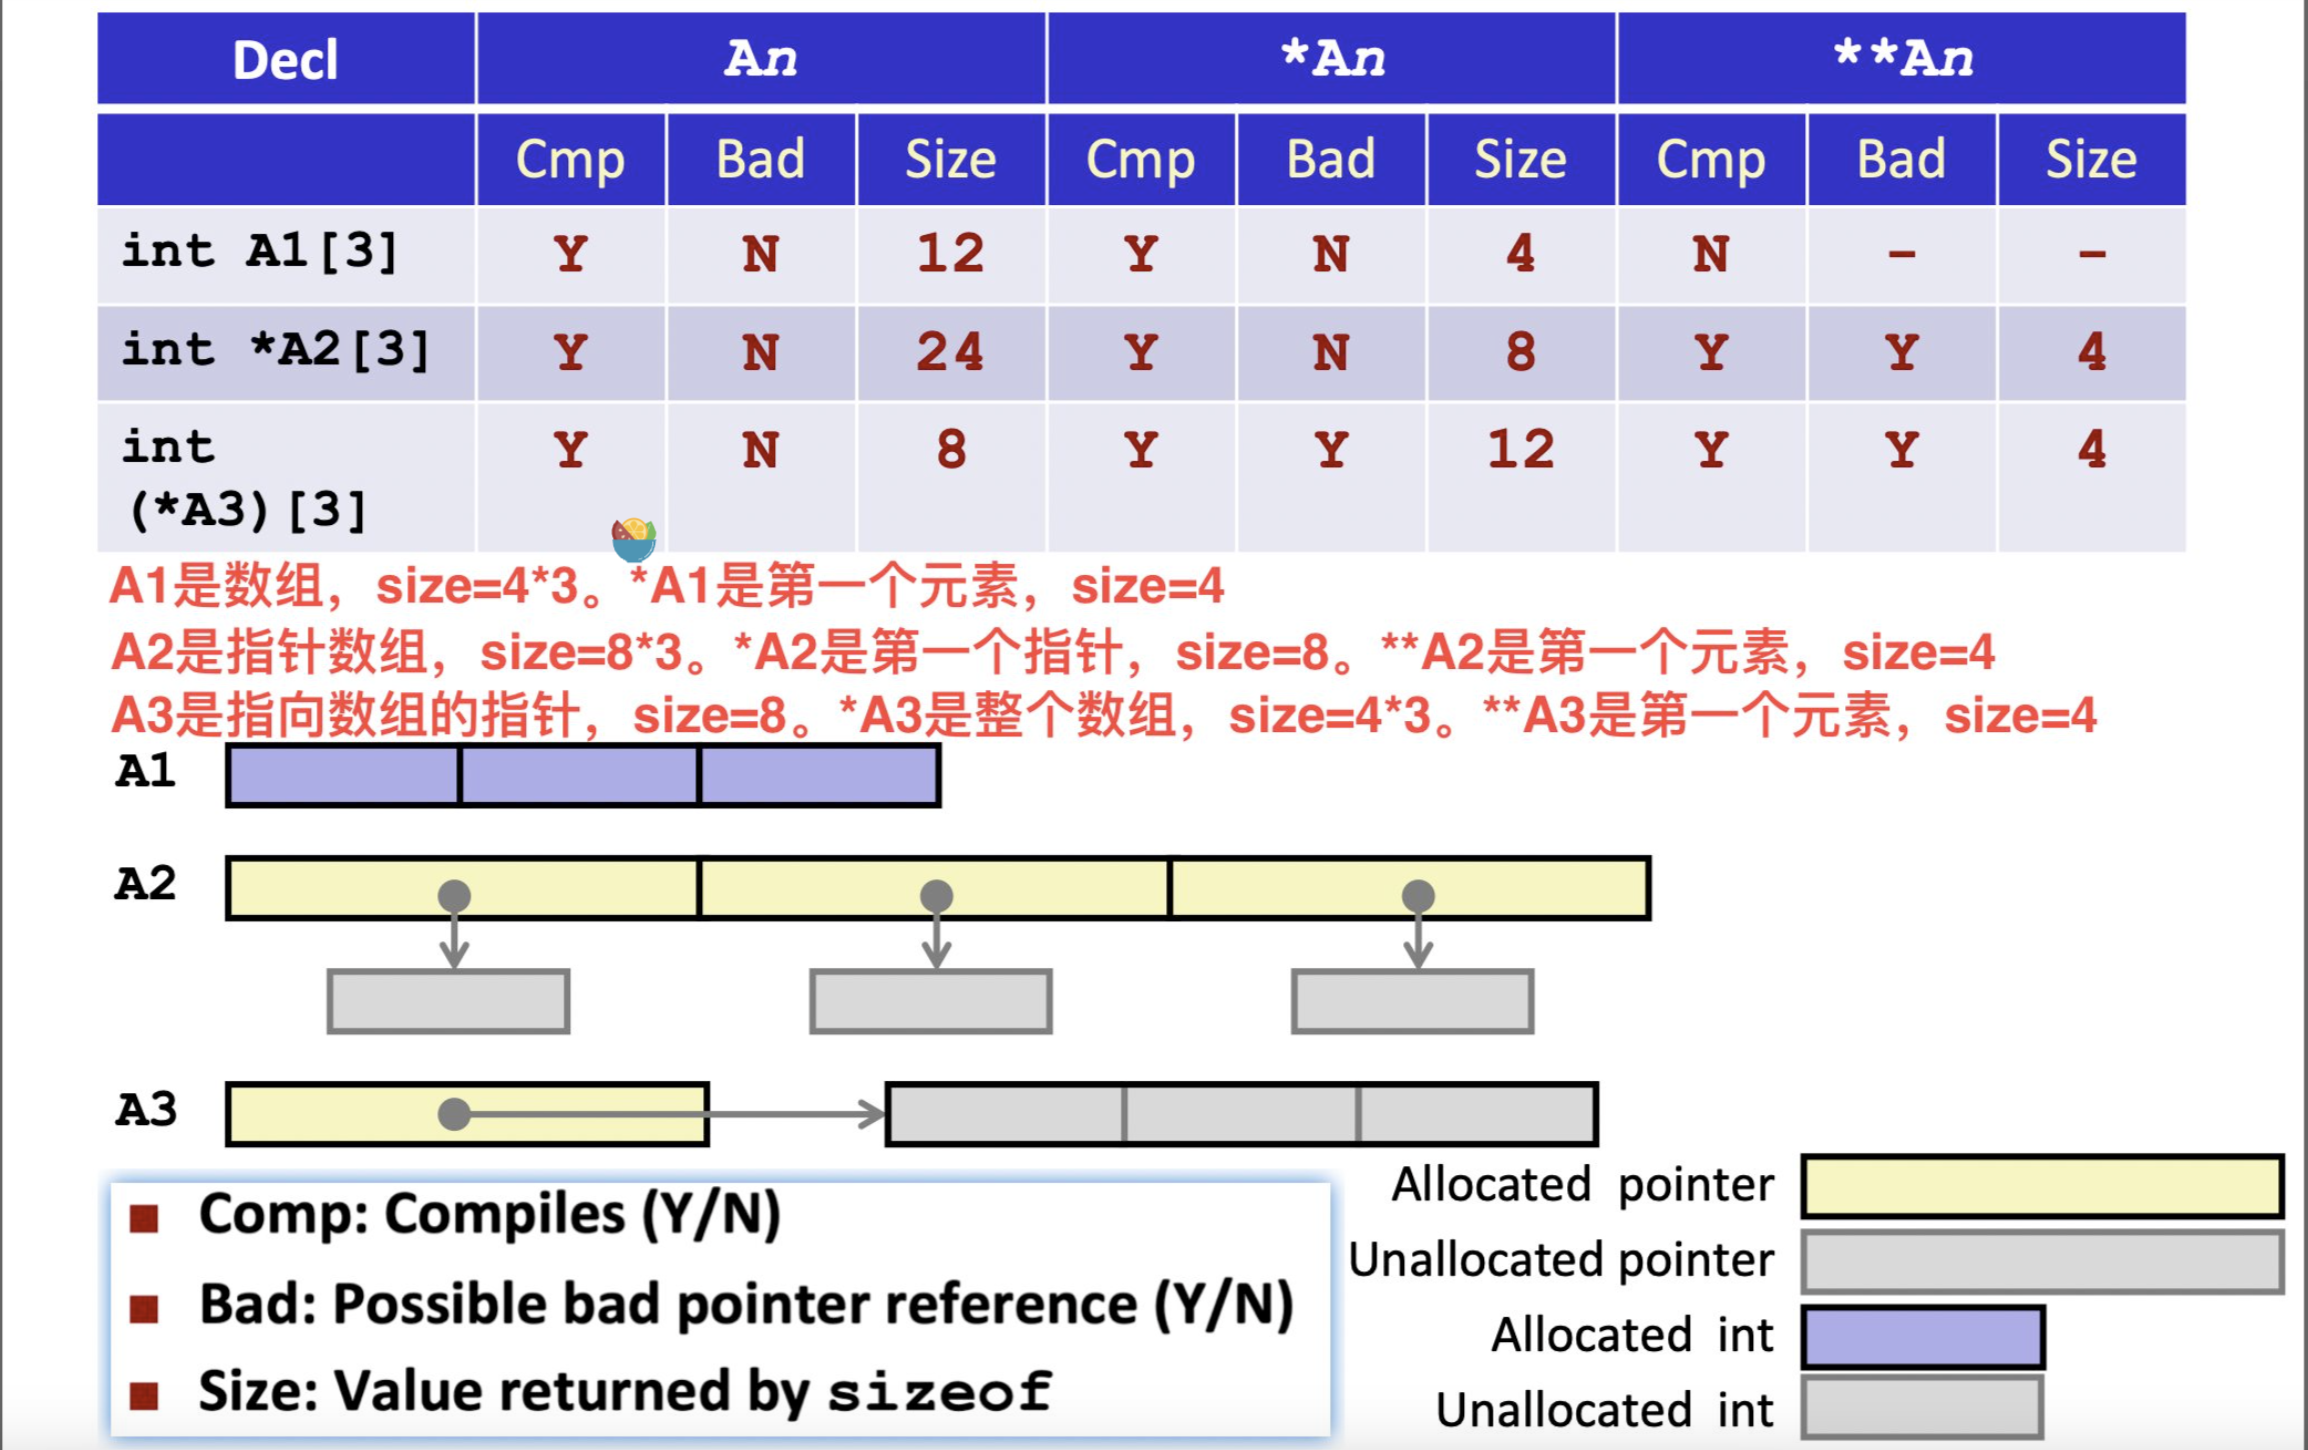 Decl An *An **An
Cmp Bad Size Cmp Bad Size Cmp Bad Size
int A1[3] Y N 12 Y N 4 N - -
int *A2[3] Y N 24 Y N 8 Y Y 4
int Y N 8 Y Y 12 Y Y 4
(*A3)[3]
A1是数组，size=4*3。*A1是第一个元素，size=4
A2是指针数组，size=8*3。*A2是第一个指针，size=8。**A2是第一个元素，size=4
A3是指向数组的指针，size=8。*A3是整个数组，size=4*3。**A3是第一个元素，size=4
A1
A2
A3
Comp: Compiles (Y/N)
Bad: Possible bad pointer reference (Y/N)
Size: Value returned by sizeof
Allocated pointer
Unallocated pointer
Allocated int
Unallocated int